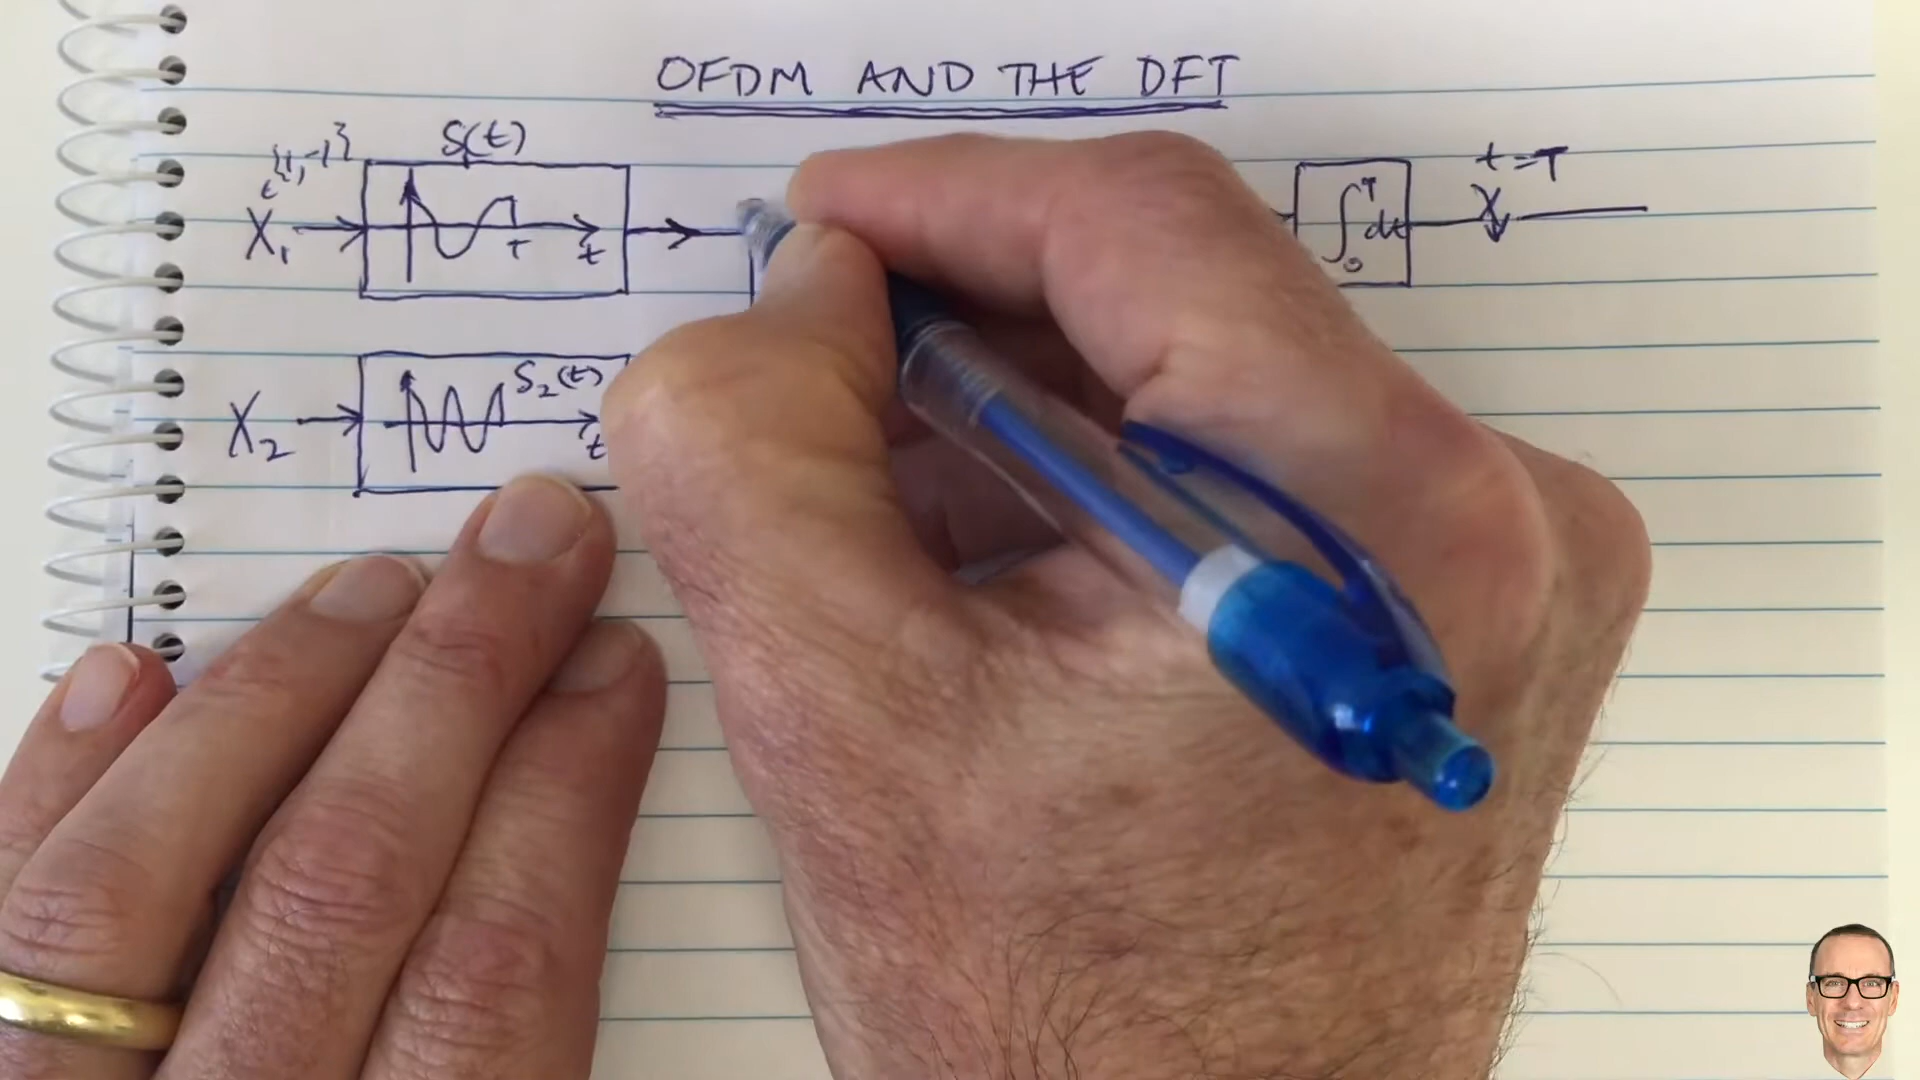 OFDM AND THE DFT
{1,-1}
S(t)
t=T
X₁
T
t
∫₀ᵀ dt
S₂(t)
X₂
t